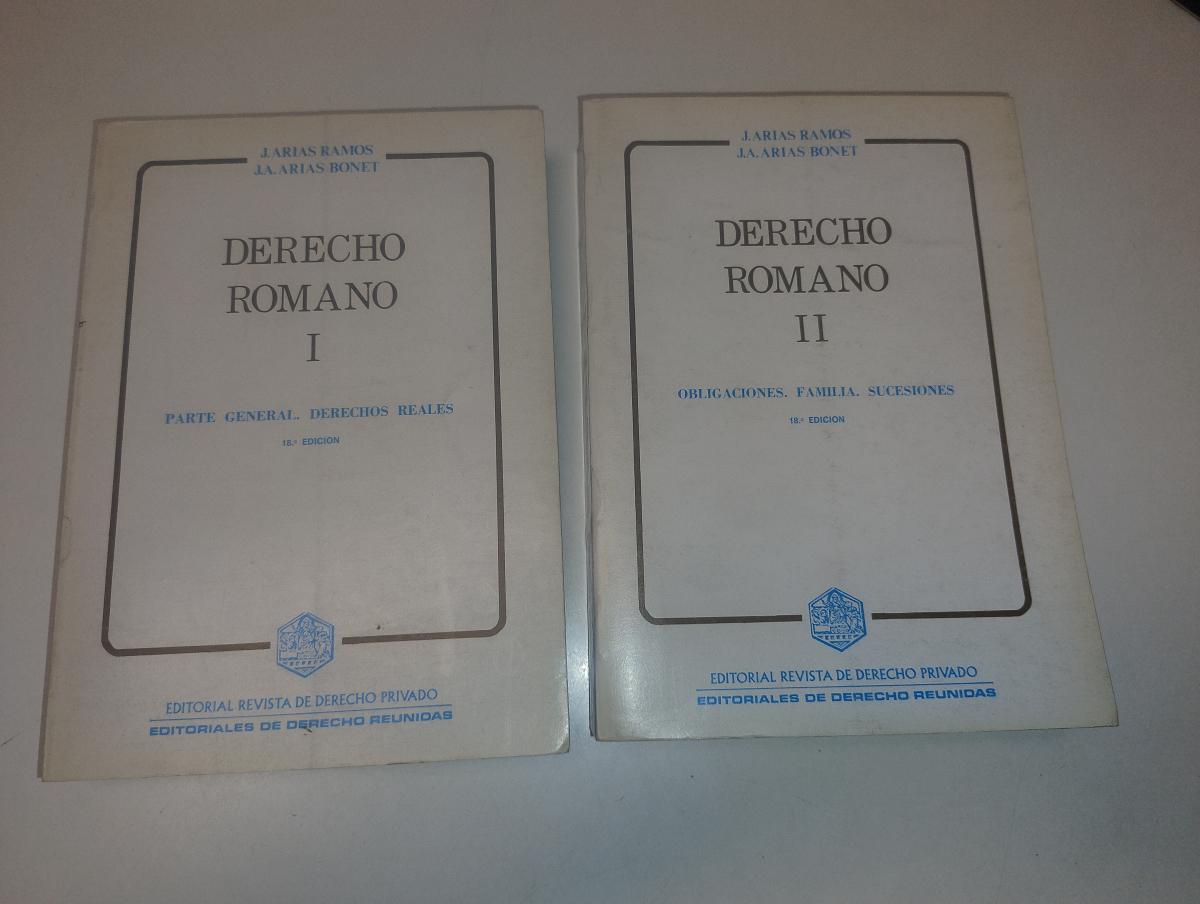 J. ARIAS RAMOS
J.A. ARIAS BONET
DERECHO
ROMANO
I
PARTE GENERAL. DERECHOS REALES
18.ª EDICION
EDITORIAL REVISTA DE DERECHO PRIVADO
EDITORIALES DE DERECHO REUNIDAS
J. ARIAS RAMOS
J.A. ARIAS BONET
DERECHO
ROMANO
II
OBLIGACIONES. FAMILIA. SUCESIONES
18.ª EDICION
EDITORIAL REVISTA DE DERECHO PRIVADO
EDITORIALES DE DERECHO REUNIDAS